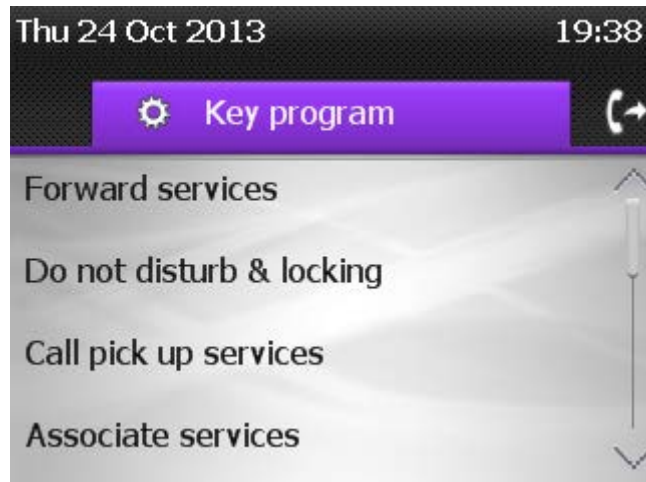 Thu 24 Oct 2013 19:38
Key program
Forward services
Do not disturb & locking
Call pick up services
Associate services